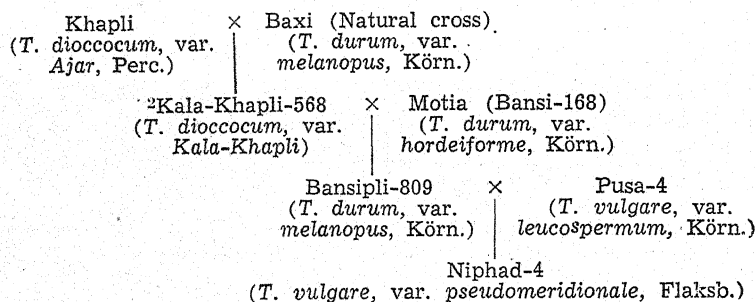 Khapli × Baxi (Natural cross)
(T. dioccocum, var. (T. durum, var.
Ajar, Perc.) melanopus, Körn.)
²Kala-Khapli-568 × Motia (Bansi-168)
(T. dioccocum, var. (T. durum, var.
Kala-Khapli) hordeiforme, Körn.)
Bansipli-809 × Pusa-4
(T. durum, var. (T. vulgare, var.
melanopus, Körn.) leucospermum, Körn.)
Niphad-4
(T. vulgare, var. pseudomeridionale, Flaksb.)